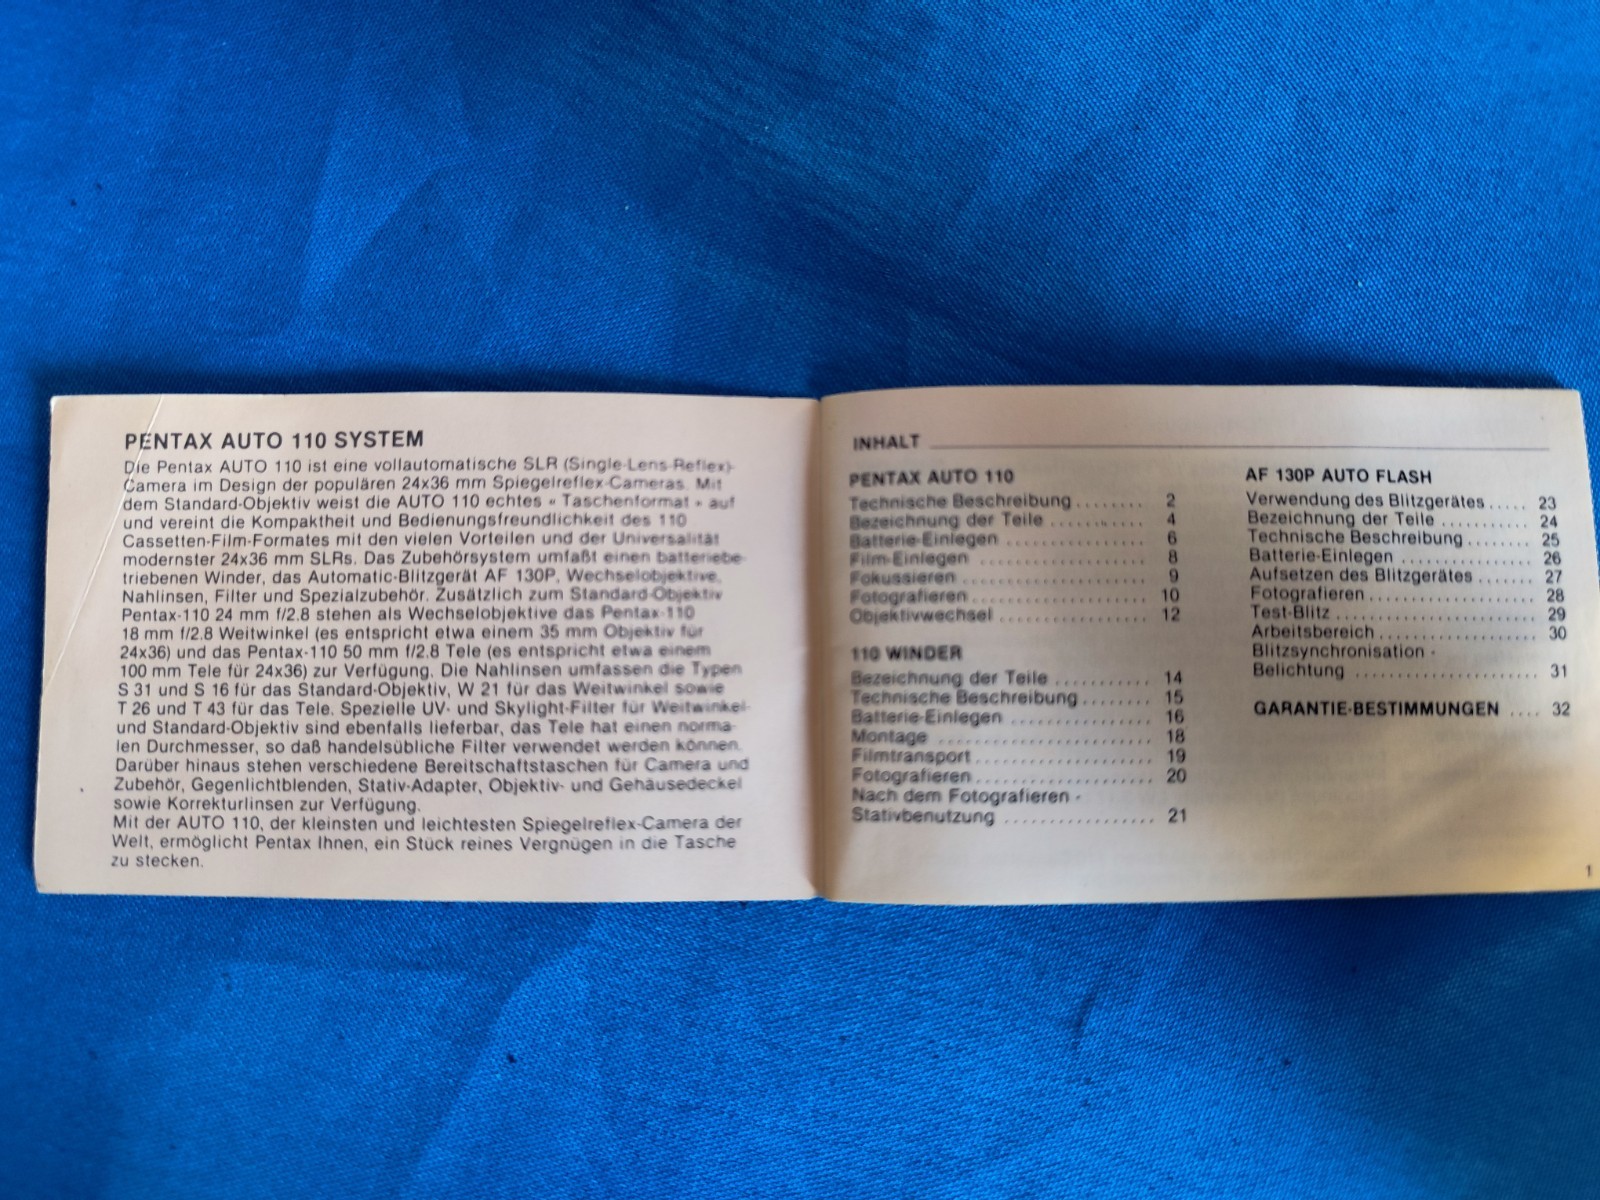 PENTAX AUTO 110 SYSTEM
Die Pentax AUTO 110 ist eine vollautomatische SLR (Single-Lens-Reflex)-
Camera im Design der populären 24x36 mm Spiegelreflex-Cameras. Mit
dem Standard-Objektiv weist die AUTO 110 echtes « Taschenformat » auf
und vereint die Kompaktheit und Bedienungsfreundlichkeit des 110
Cassetten-Film-Formates mit den vielen Vorteilen und der Universalität
modernster 24x36 mm SLRs. Das Zubehörsystem umfaßt einen batteriebe-
triebenen Winder, das Automatic-Blitzgerät AF 130P, Wechselobjektive,
Nahlinsen, Filter und Spezialzubehör. Zusätzlich zum Standard-Objektiv
Pentax-110 24 mm f/2.8 stehen als Wechselobjektive das Pentax-110
18 mm f/2.8 Weitwinkel (es entspricht etwa einem 35 mm Objektiv für
24x36) und das Pentax-110 50 mm f/2.8 Tele (es entspricht etwa einem
100 mm Tele für 24x36) zur Verfügung. Die Nahlinsen umfassen die Typen
S 31 und S 16 für das Standard-Objektiv, W 21 für das Weitwinkel sowie
T 26 und T 43 für das Tele. Spezielle UV- und Skylight-Filter für Weitwinkel-
und Standard-Objektiv sind ebenfalls lieferbar, das Tele hat einen norma-
len Durchmesser, so daß handelsübliche Filter verwendet werden können.
Darüber hinaus stehen verschiedene Bereitschaftstaschen für Camera und
Zubehör, Gegenlichtblenden, Stativ-Adapter, Objektiv- und Gehäusedeckel
sowie Korrekturlinsen zur Verfügung.
Mit der AUTO 110, der kleinsten und leichtesten Spiegelreflex-Camera der
Welt, ermöglicht Pentax Ihnen, ein Stück reines Vergnügen in die Tasche
zu stecken.
INHALT
PENTAX AUTO 110
Technische Beschreibung ........ 2
Bezeichnung der Teile ........... 4
Batterie-Einlegen ................ 6
Film-Einlegen .................... 8
Fokussieren ...................... 9
Fotografieren .................... 10
Objektivwechsel ................. 12
110 WINDER
Bezeichnung der Teile ........... 14
Technische Beschreibung ........ 15
Batterie-Einlegen ................ 16
Montage ......................... 18
Filmtransport .................... 19
Fotografieren .................... 20
Nach dem Fotografieren -
Stativbenutzung ................. 21
AF 130P AUTO FLASH
Verwendung des Blitzgerätes ..... 23
Bezeichnung der Teile .......... 24
Technische Beschreibung ........ 25
Batterie-Einlegen ............... 26
Aufsetzen des Blitzgerätes ....... 27
Fotografieren ................... 28
Test-Blitz ....................... 29
Arbeitsbereich .................. 30
Blitzsynchronisation -
Belichtung ...................... 31
GARANTIE-BESTIMMUNGEN .... 32
1